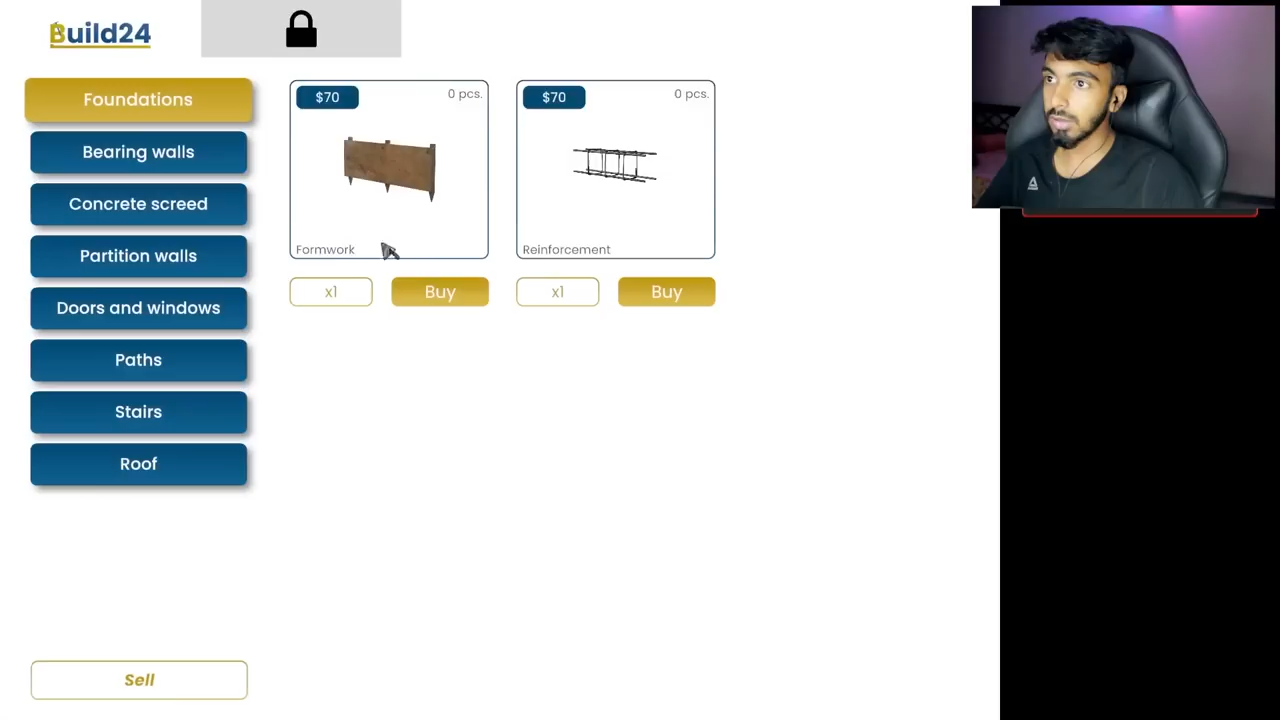 Build24
Foundations
Bearing walls
Concrete screed
Partition walls
Doors and windows
Paths
Stairs
Roof
Sell
$70
0 pcs.
Formwork
x1
Buy
$70
0 pcs.
Reinforcement
x1
Buy